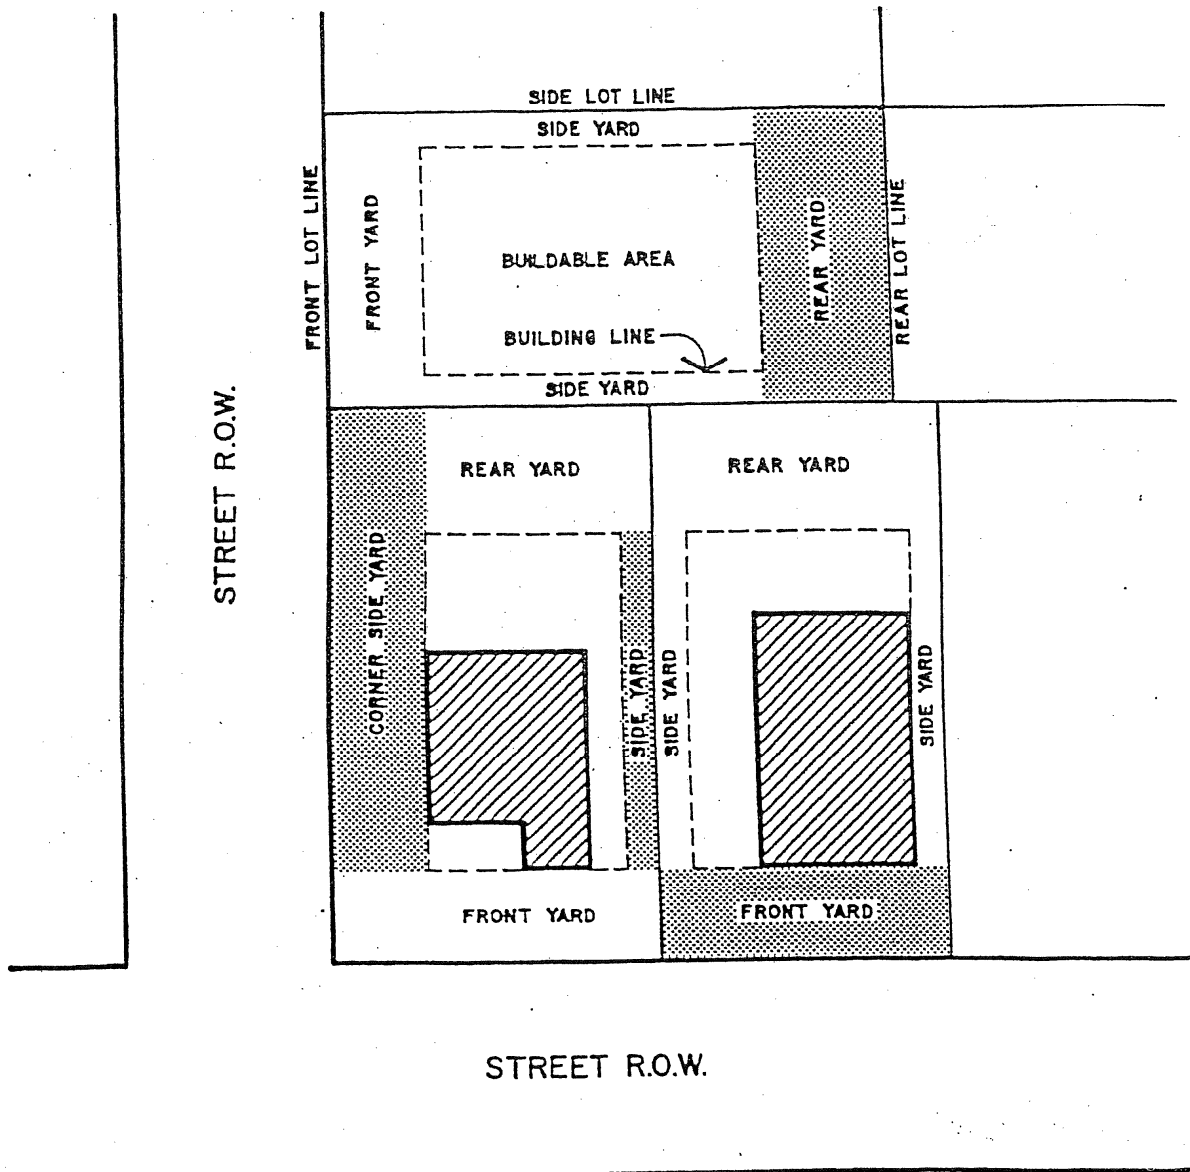 SIDE LOT LINE
SIDE YARD
FRONT LOT LINE
FRONT YARD
BUILDABLE AREA
REAR YARD
REAR LOT LINE
BUILDING LINE
SIDE YARD
STREET R.O.W.
REAR YARD
REAR YARD
CORNER SIDE YARD
SIDE YARD
SIDE YARD
SIDE YARD
FRONT YARD
FRONT YARD
STREET R.O.W.